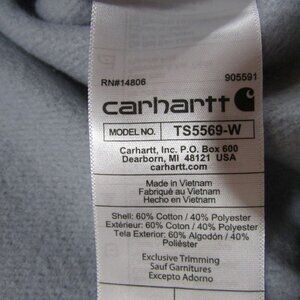 RN#14806 905591
carhartt
MODEL NO. TS5569-W
Carhartt, Inc. P.O. Box 600
Dearborn, MI 48121 USA
carhartt.com
Made in Vietnam
Fabriqué au Vietnam
Hecho en Vietnam
Shell: 60% Cotton / 40% Polyester
Extérieur: 60% Coton / 40% Polyester
Tela Exterior: 60% Algodón / 40%
Poliéster
Exclusive Trimming
Sauf Garnitures
Excepto Adorno